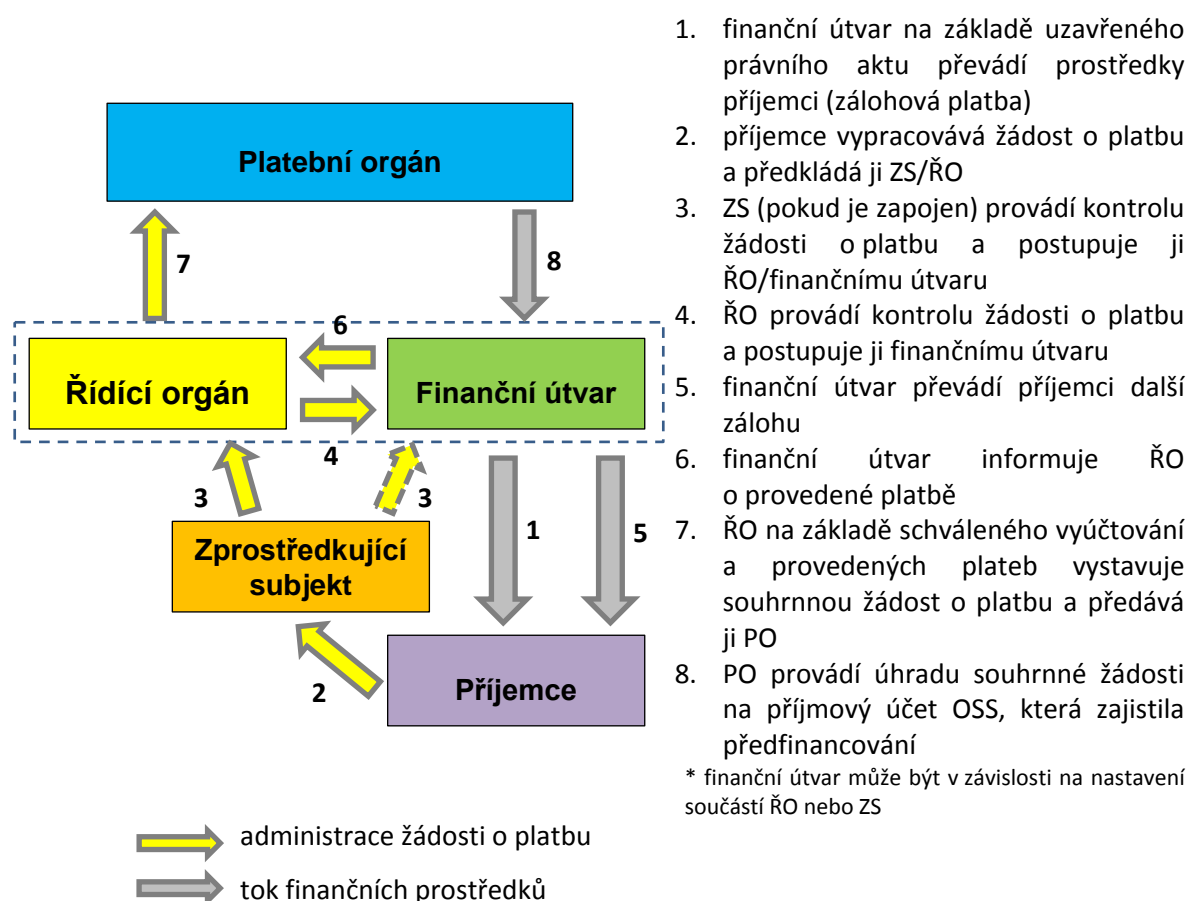 Platební orgán
7
8
6
Řídící orgán
Finanční útvar
4
3
3
1
5
Zprostředkující
subjekt
2
Příjemce
administrace žádosti o platbu
tok finančních prostředků
1. finanční útvar na základě uzavřeného
právního aktu převádí prostředky
příjemci (zálohová platba)
2. příjemce vypracovává žádost o platbu
a předkládá ji ZS/ŘO
3. ZS (pokud je zapojen) provádí kontrolu
žádosti o platbu a postupuje ji
ŘO/finančnímu útvaru
4. ŘO provádí kontrolu žádosti o platbu
a postupuje ji finančnímu útvaru
5. finanční útvar převádí příjemci další
zálohu
6. finanční útvar informuje ŘO
o provedené platbě
7. ŘO na základě schváleného vyúčtování
a provedených plateb vystavuje
souhrnnou žádost o platbu a předává
ji PO
8. PO provádí úhradu souhrnné žádosti
na příjmový účet OSS, která zajistila
předfinancování
* finanční útvar může být v závislosti na nastavení
součástí ŘO nebo ZS